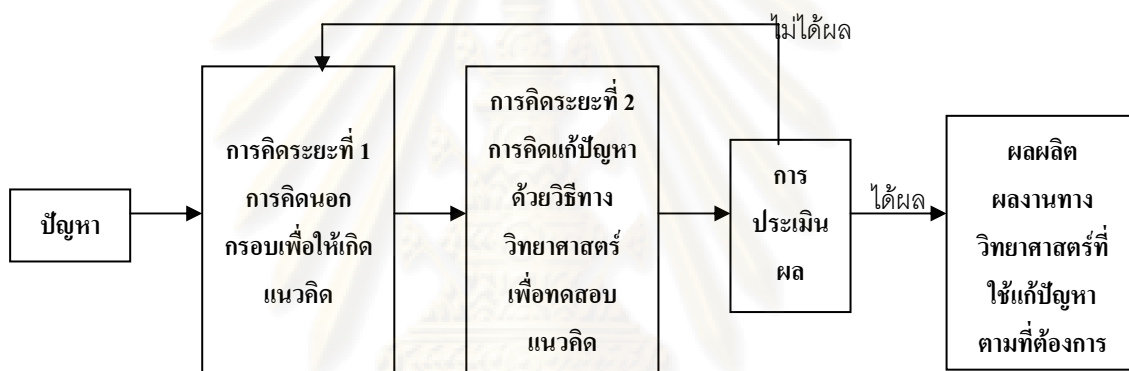 ไม่ได้ผล
ปัญหา
การคิดระยะที่ 1
การคิดนอก
กรอบเพื่อให้เกิด
แนวคิด
การคิดระยะที่ 2
การคิดแก้ปัญหา
ด้วยวิธีทาง
วิทยาศาสตร์
เพื่อทดสอบ
แนวคิด
การ
ประเมิน
ผล
ได้ผล
ผลผลิต
ผลงานทาง
วิทยาศาสตร์ที่
ใช้แก้ปัญหา
ตามที่ต้องการ